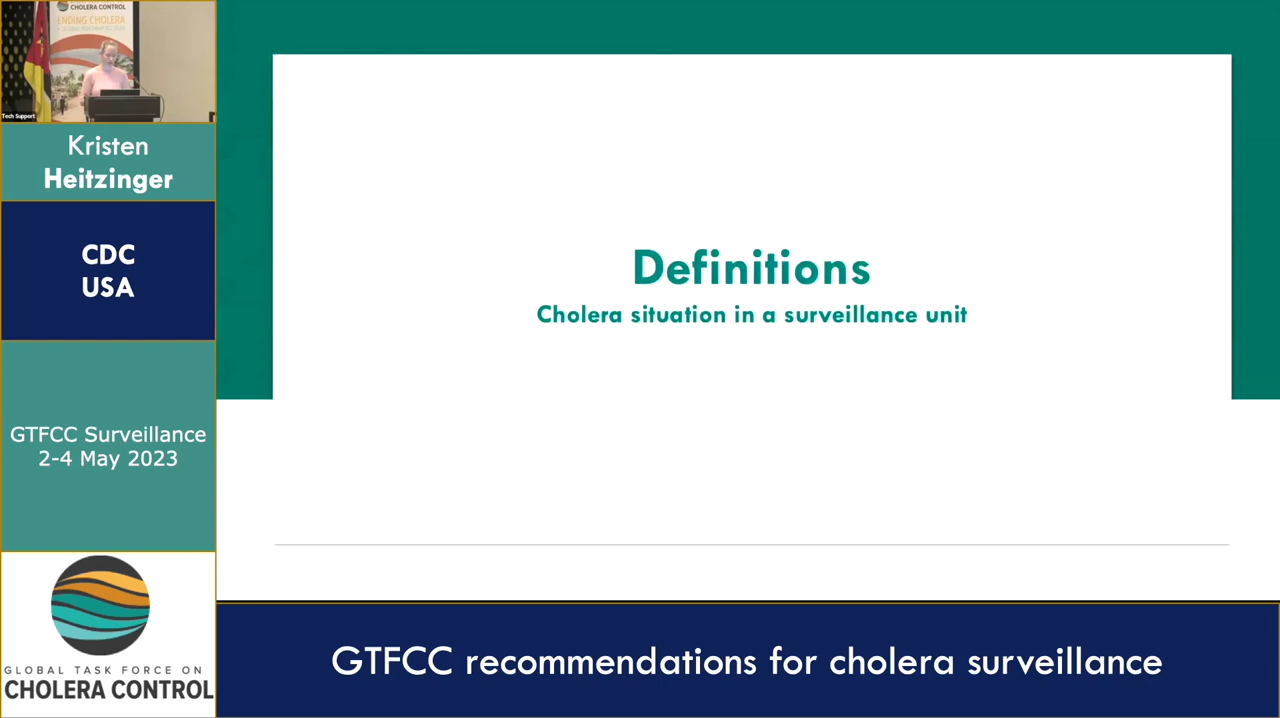 CHOLERA CONTROL
ENDING CHOLERA
Tech Support
Kristen
Heitzinger
CDC
USA
GTFCC Surveillance
2-4 May 2023
GLOBAL TASK FORCE ON
CHOLERA CONTROL
Definitions
Cholera situation in a surveillance unit
GTFCC recommendations for cholera surveillance